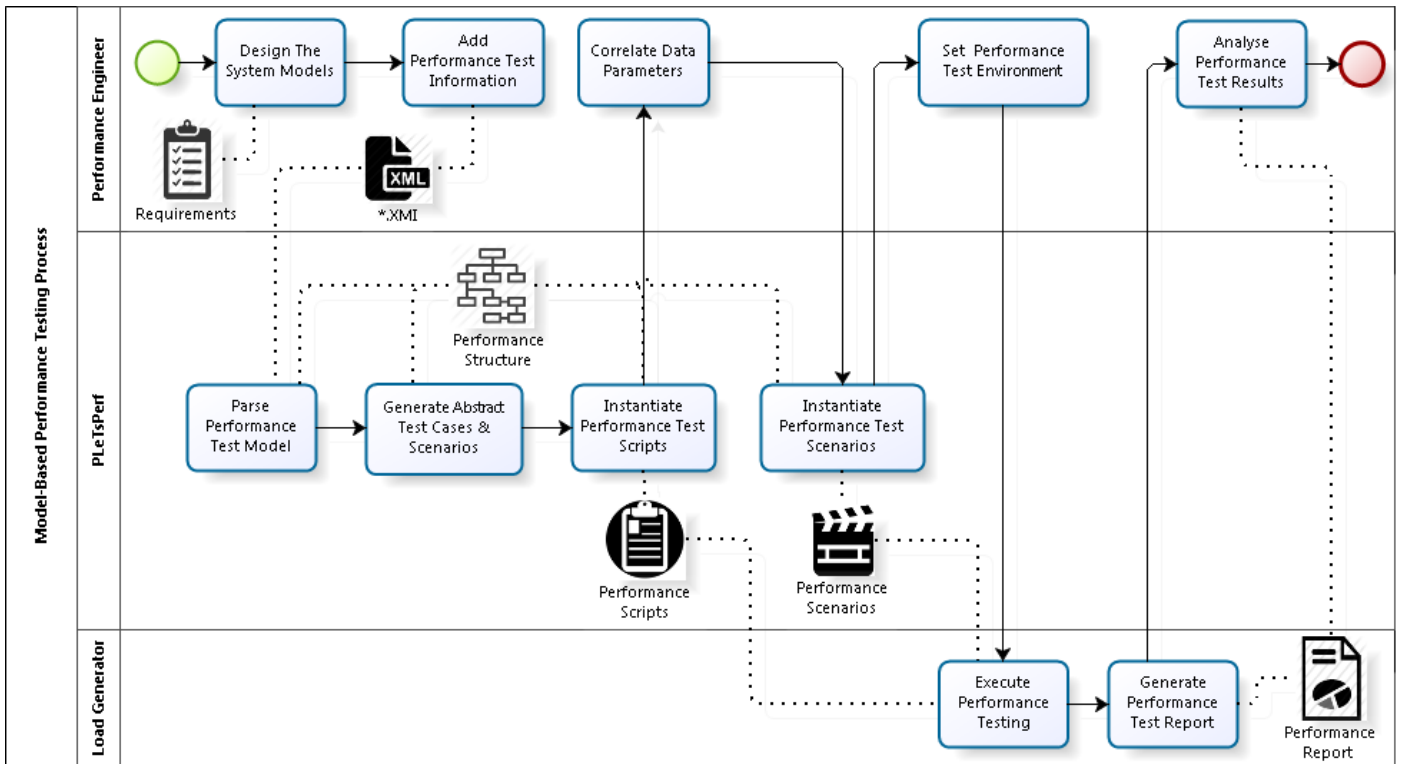 Model-Based Performance Testing Process
Performance Engineer
Design The
System Models
Add
Performance Test
Information
Correlate Data
Parameters
Set Performance
Test Environment
Analyse
Performance
Test Results
Requirements
XML
*.XMI
PLeTsPerf
Performance
Structure
Parse
Performance
Test Model
Generate Abstract
Test Cases &
Scenarios
Instantiate
Performance Test
Scripts
Instantiate
Performance Test
Scenarios
Performance
Scripts
Performance
Scenarios
Load Generator
Execute
Performance
Testing
Generate
Performance
Test Report
Performance
Report